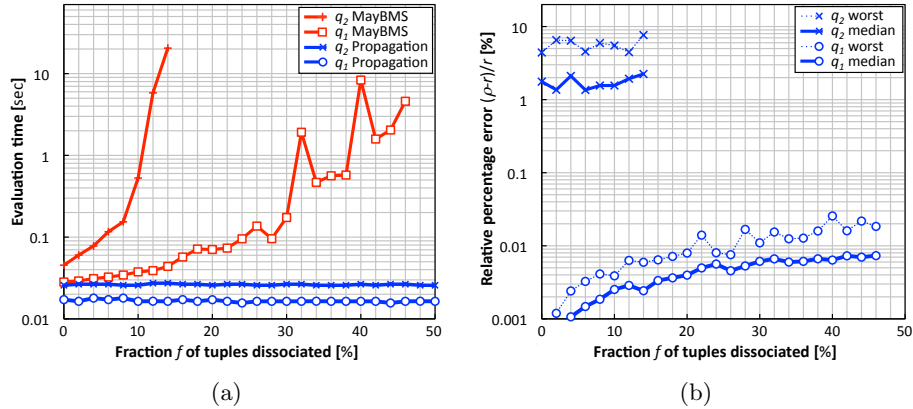 q2 MayBMS
q1 MayBMS
q2 Propagation
q1 Propagation
Evaluation time [sec]
10
1
0.1
0.01
0 10 20 30 40 50
Fraction f of tuples dissociated [%]
(a)
q2 worst
q2 median
q1 worst
q1 median
Relative percentage error (ρ-r)/r [%]
10
1
0.1
0.01
0.001
0 10 20 30 40 50
Fraction f of tuples dissociated [%]
(b)